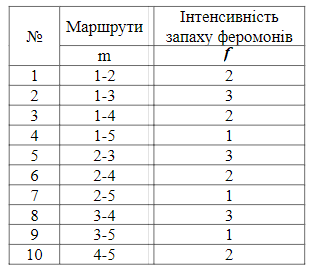 № Маршрути Інтенсивність
запаху феромонів
m f
1 1-2 2
2 1-3 3
3 1-4 2
4 1-5 1
5 2-3 3
6 2-4 2
7 2-5 1
8 3-4 3
9 3-5 1
10 4-5 2